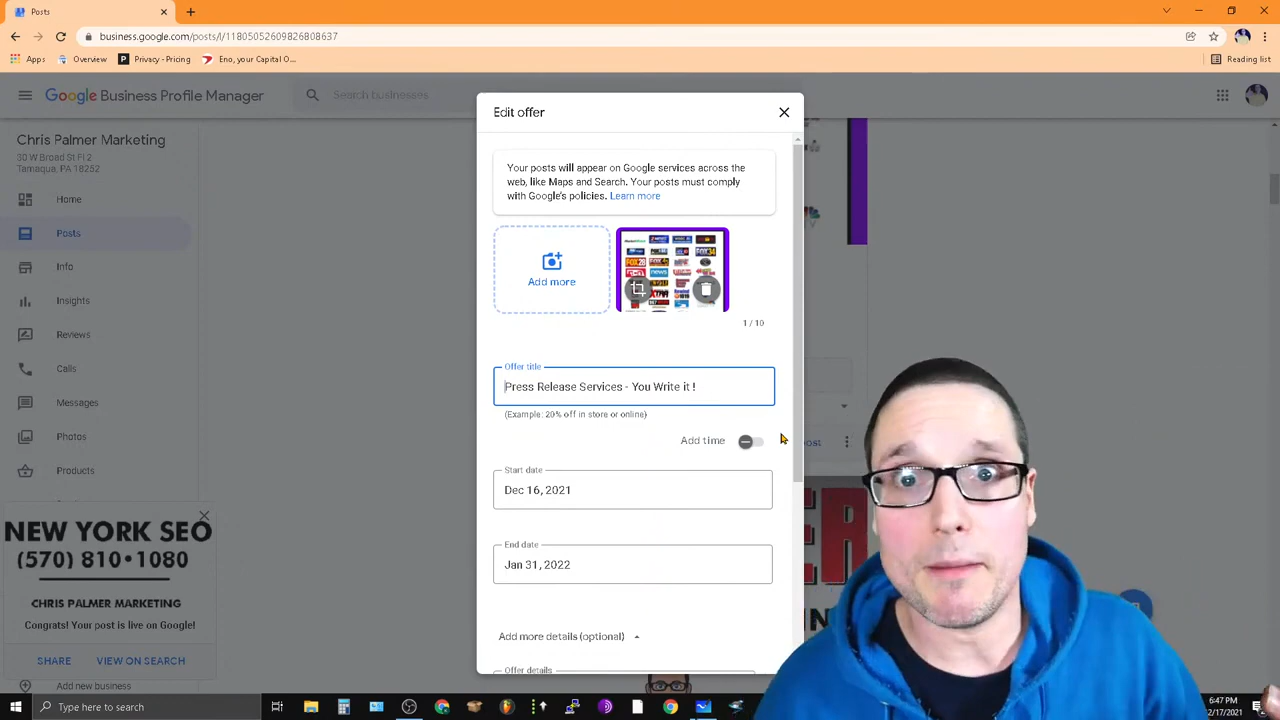 Posts
business.google.com/posts/l/11805052609826808637
Apps
Overview
Privacy - Pricing
Eno, your Capital O...
Reading list
Google Business Profile Manager
Search businesses
Chris Palmer Marketing
30 W Broad St Fl 2
Tamaqua, PA 18252
Home
Posts
Info
Insights
Reviews
Calls
Messages
Photos
Products
NEW YORK SEO
(570) 810•1080
CHRIS PALMER MARKETING
Congrats! Your post is live on Google!
SHARE
VIEW ON SEARCH
Add new business
Edit offer
Your posts will appear on Google services across the
web, like Maps and Search. Your posts must comply
with Google's policies. Learn more
Add more
FOX28
FOX34
news
1 / 10
Offer title
Press Release Services - You Write it !
(Example: 20% off in store or online)
Add time
Start date
Dec 16, 2021
End date
Jan 31, 2022
Add more details (optional)
Offer details
ost
ER
IN
Type here to search
6:47 PM
2/17/2021